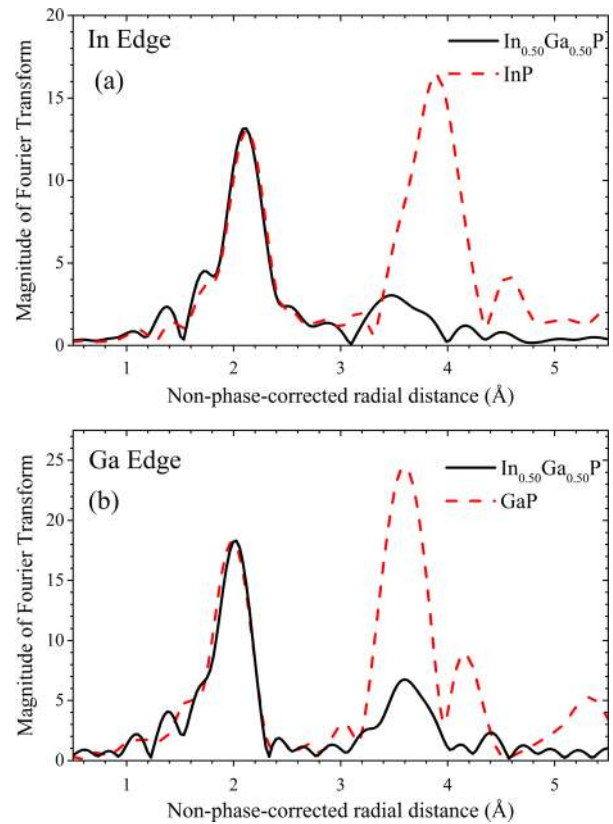 In Edge
(a)
In0.50Ga0.50P
InP
20
15
10
5
0
Magnitude of Fourier Transform
1 2 3 4 5
Non-phase-corrected radial distance (Å)
Ga Edge
(b)
In0.50Ga0.50P
GaP
25
20
15
10
5
0
Magnitude of Fourier Transform
1 2 3 4 5
Non-phase-corrected radial distance (Å)